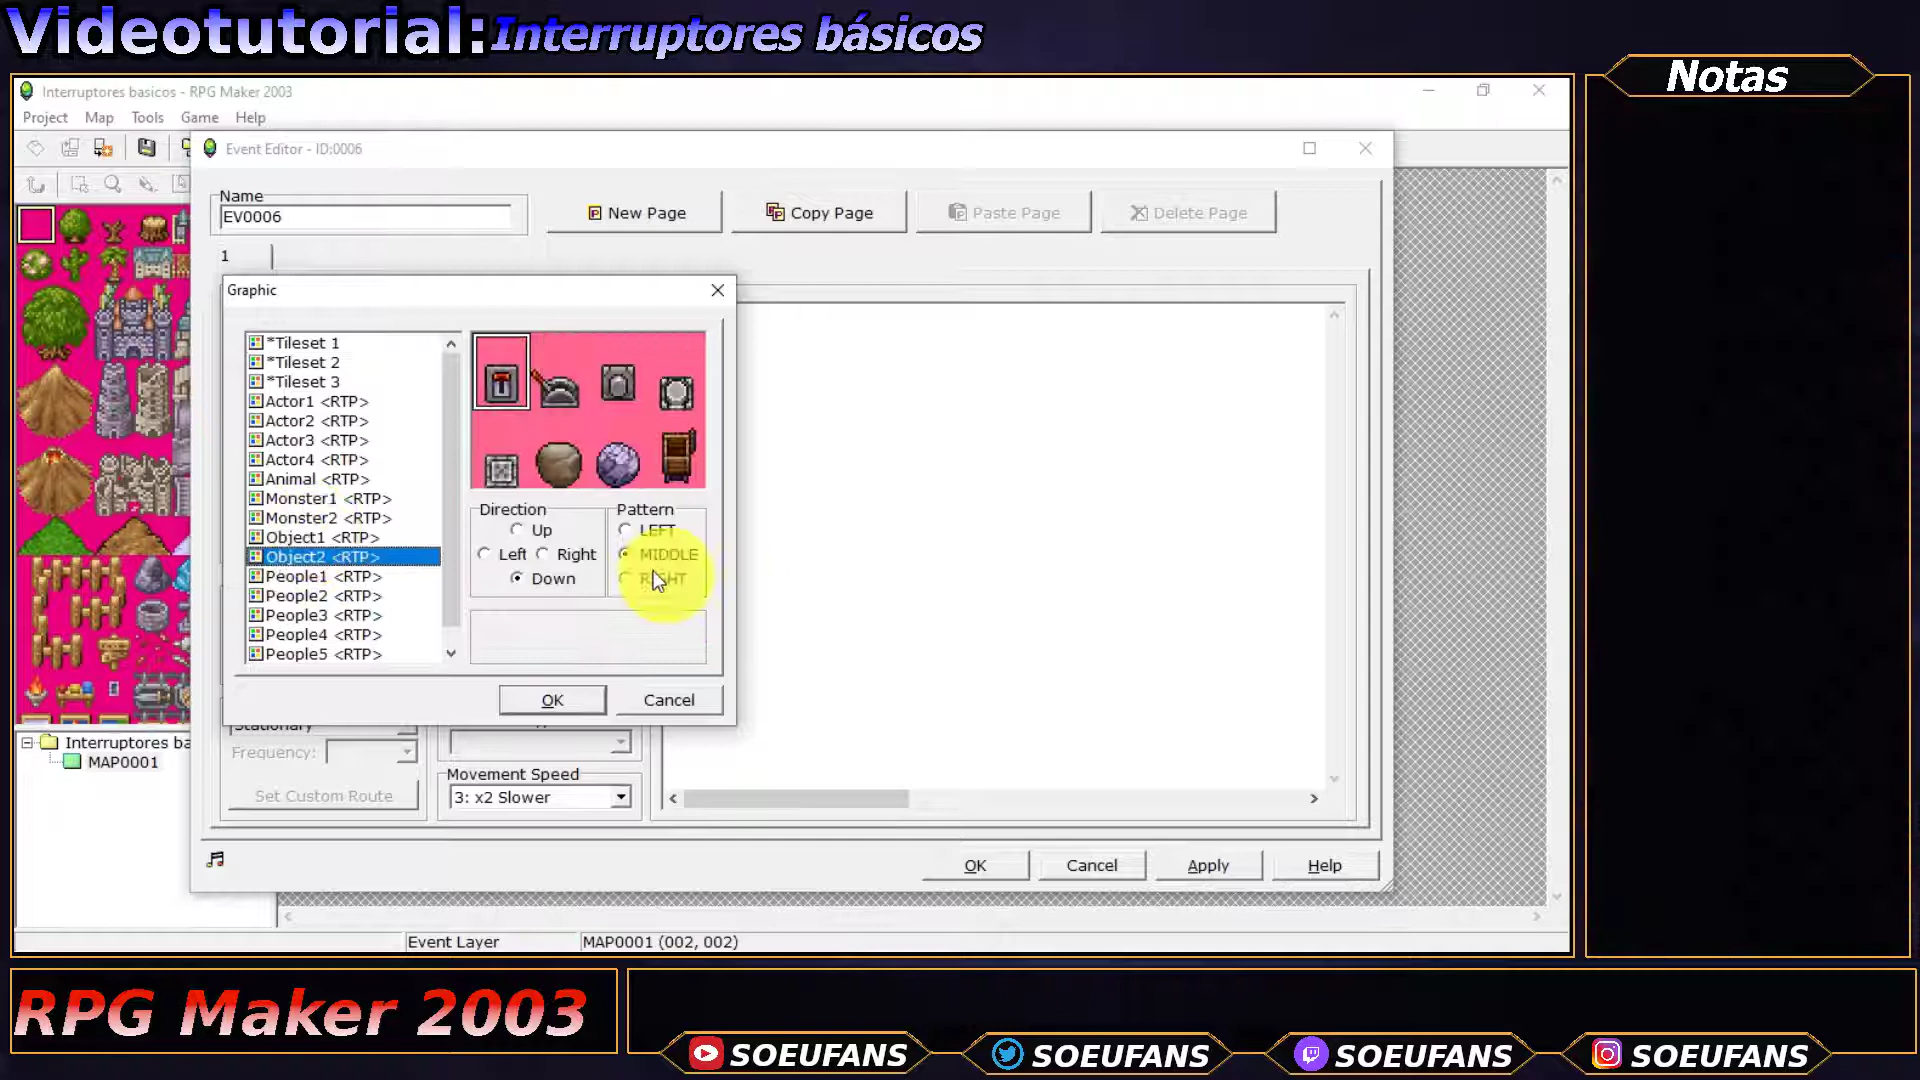 Videotutorial: Interruptores básicos
Notas
Interruptores basicos - RPG Maker 2003
Project Map Tools Game Help
Event Editor - ID:0006
Name
EV0006
New Page
Copy Page
Paste Page
Delete Page
1
Graphic
*Tileset 1
*Tileset 2
*Tileset 3
Actor1 <RTP>
Actor2 <RTP>
Actor3 <RTP>
Actor4 <RTP>
Animal <RTP>
Monster1 <RTP>
Monster2 <RTP>
Object1 <RTP>
Object2 <RTP>
People1 <RTP>
People2 <RTP>
People3 <RTP>
People4 <RTP>
People5 <RTP>
Direction
Up
Left Right
Down
Pattern
LEFT
MIDDLE
RIGHT
OK
Cancel
Stationary
Frequency:
Set Custom Route
Movement Speed
3: x2 Slower
Interruptores ba
MAP0001
OK
Cancel
Apply
Help
Event Layer
MAP0001 (002, 002)
RPG Maker 2003
SOEUFANS
SOEUFANS
SOEUFANS
SOEUFANS